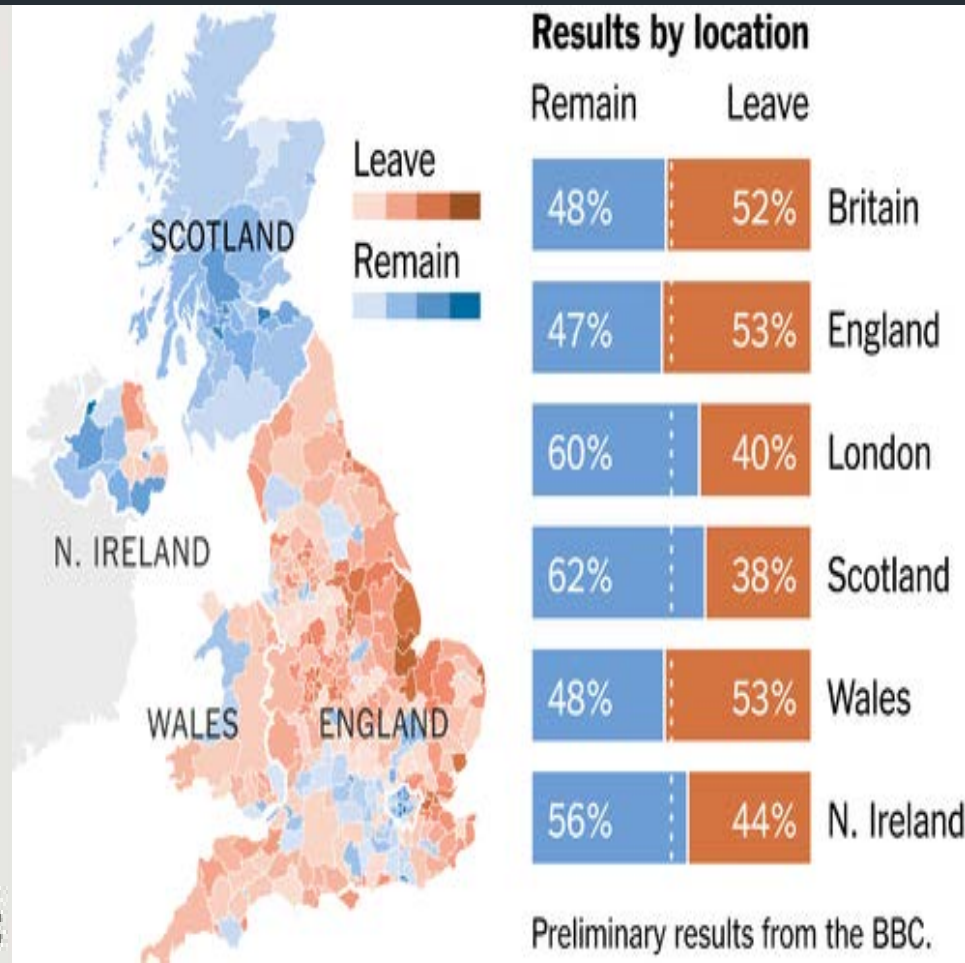 Results by location
Remain Leave
Leave
Remain
SCOTLAND
N. IRELAND
WALES
ENGLAND
48% 52% Britain
47% 53% England
60% 40% London
62% 38% Scotland
48% 53% Wales
56% 44% N. Ireland
Preliminary results from the BBC.